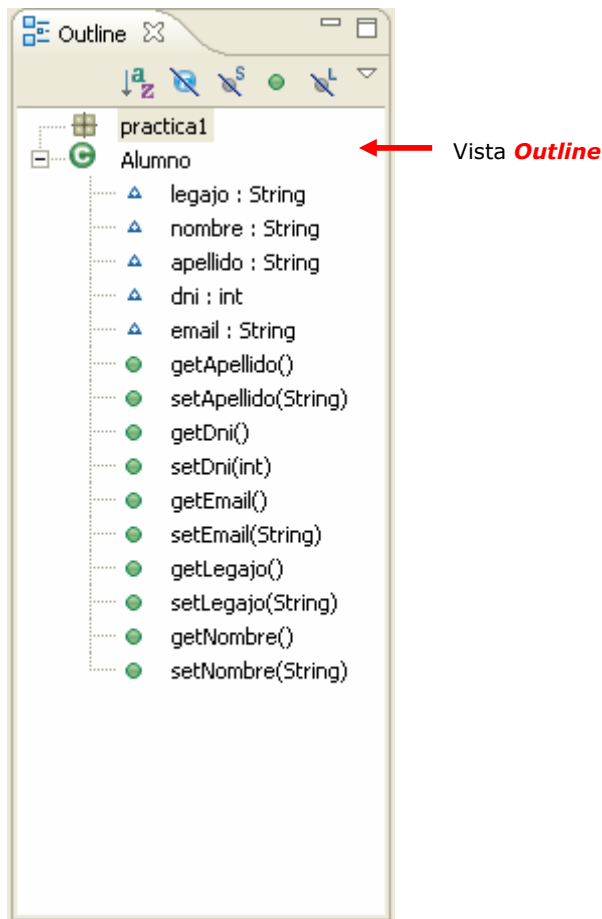 Outline
practica1
Vista Outline
Alumno
legajo : String
nombre : String
apellido : String
dni : int
email : String
getApellido()
setApellido(String)
getDni()
setDni(int)
getEmail()
setEmail(String)
getLegajo()
setLegajo(String)
getNombre()
setNombre(String)